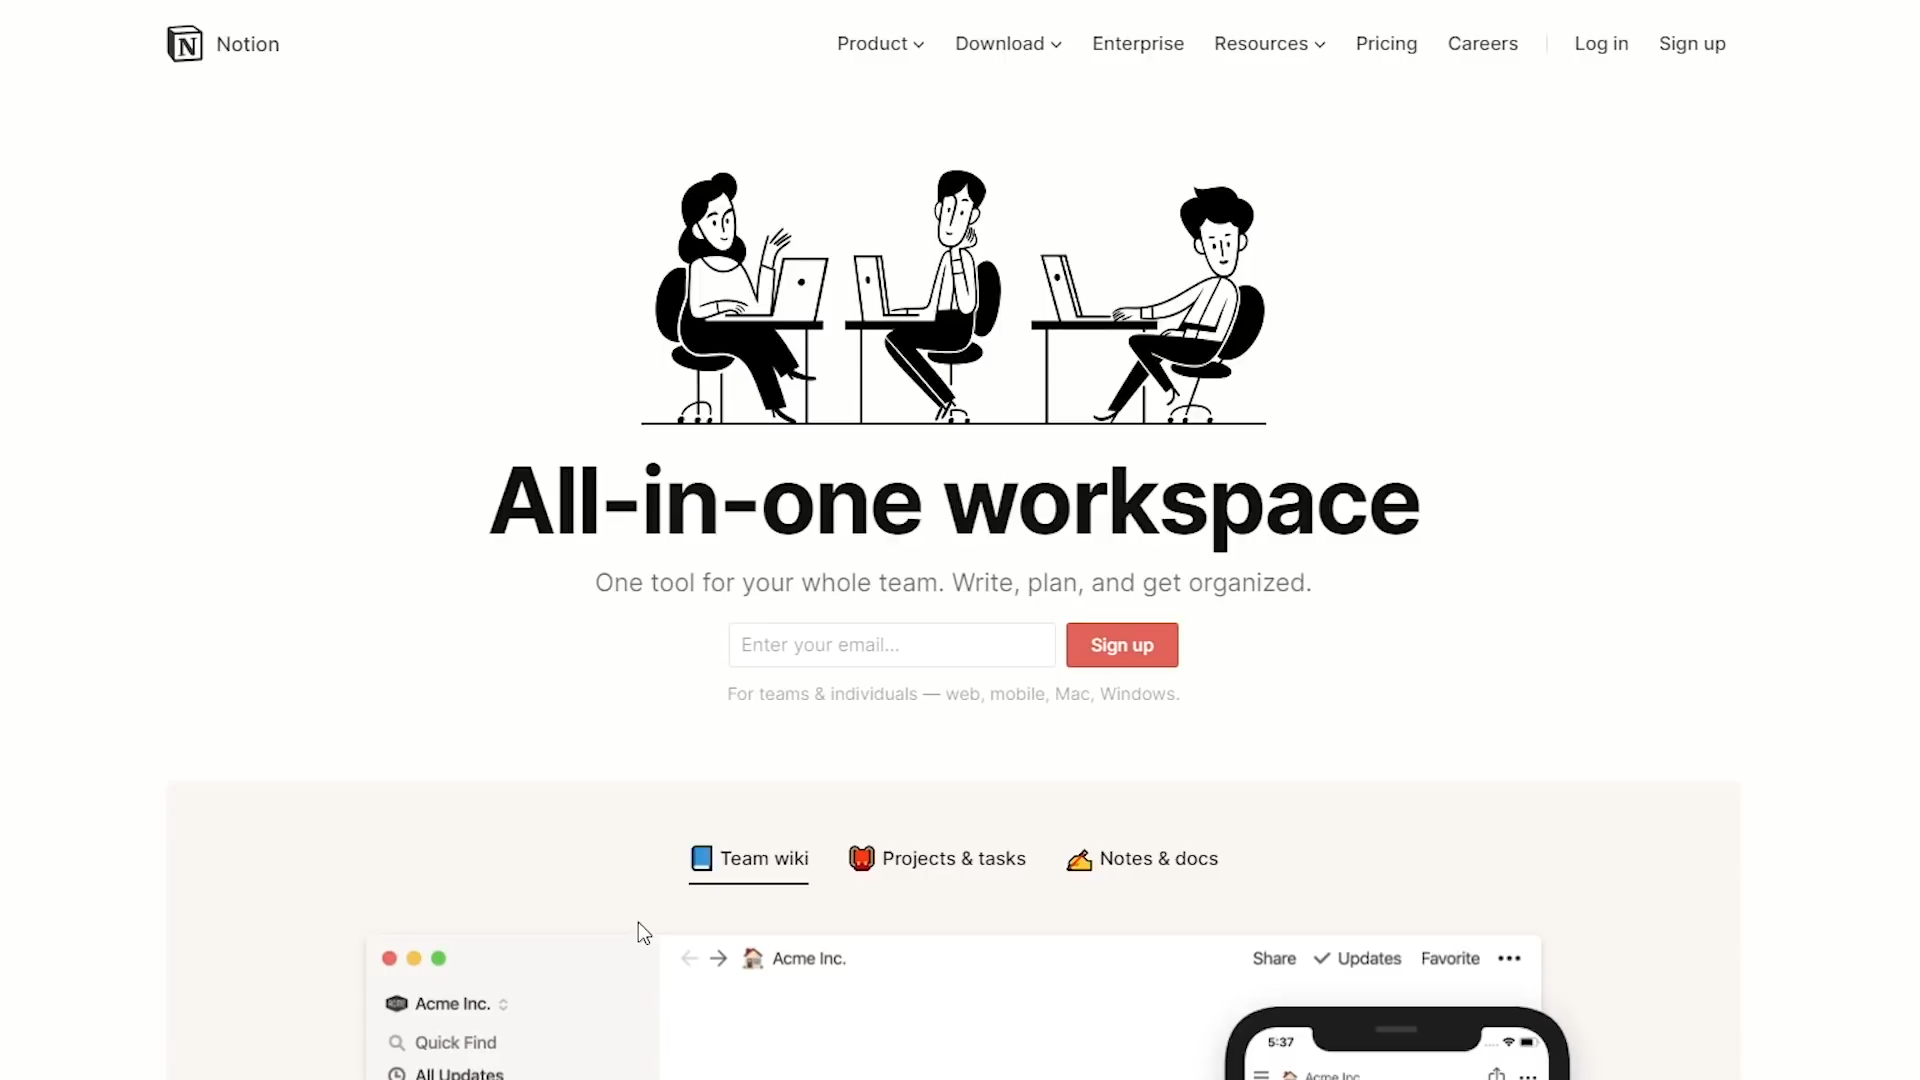 Notion
Product Download Enterprise Resources Pricing Careers Log in Sign up
All-in-one workspace
One tool for your whole team. Write, plan, and get organized.
Enter your email... Sign up
For teams & individuals — web, mobile, Mac, Windows.
Team wiki Projects & tasks Notes & docs
Acme Inc. Share Updates Favorite •••
Acme Inc.
Quick Find
5:37
All Updates
Acme Inc.